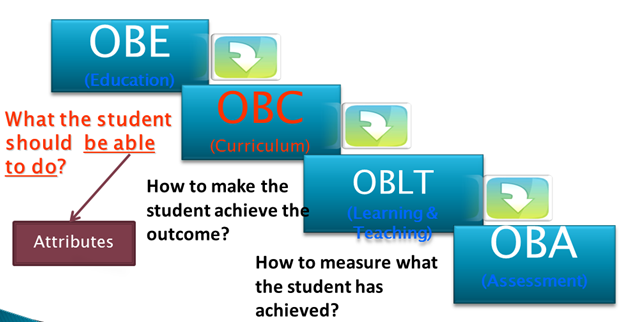 OBE
(Education)
OBC
(Curriculum)
What the student
should be able
to do?
OBLT
(Learning &
Teaching)
How to make the
student achieve the
outcome?
Attributes
OBA
(Assessment)
How to measure what
the student has
achieved?